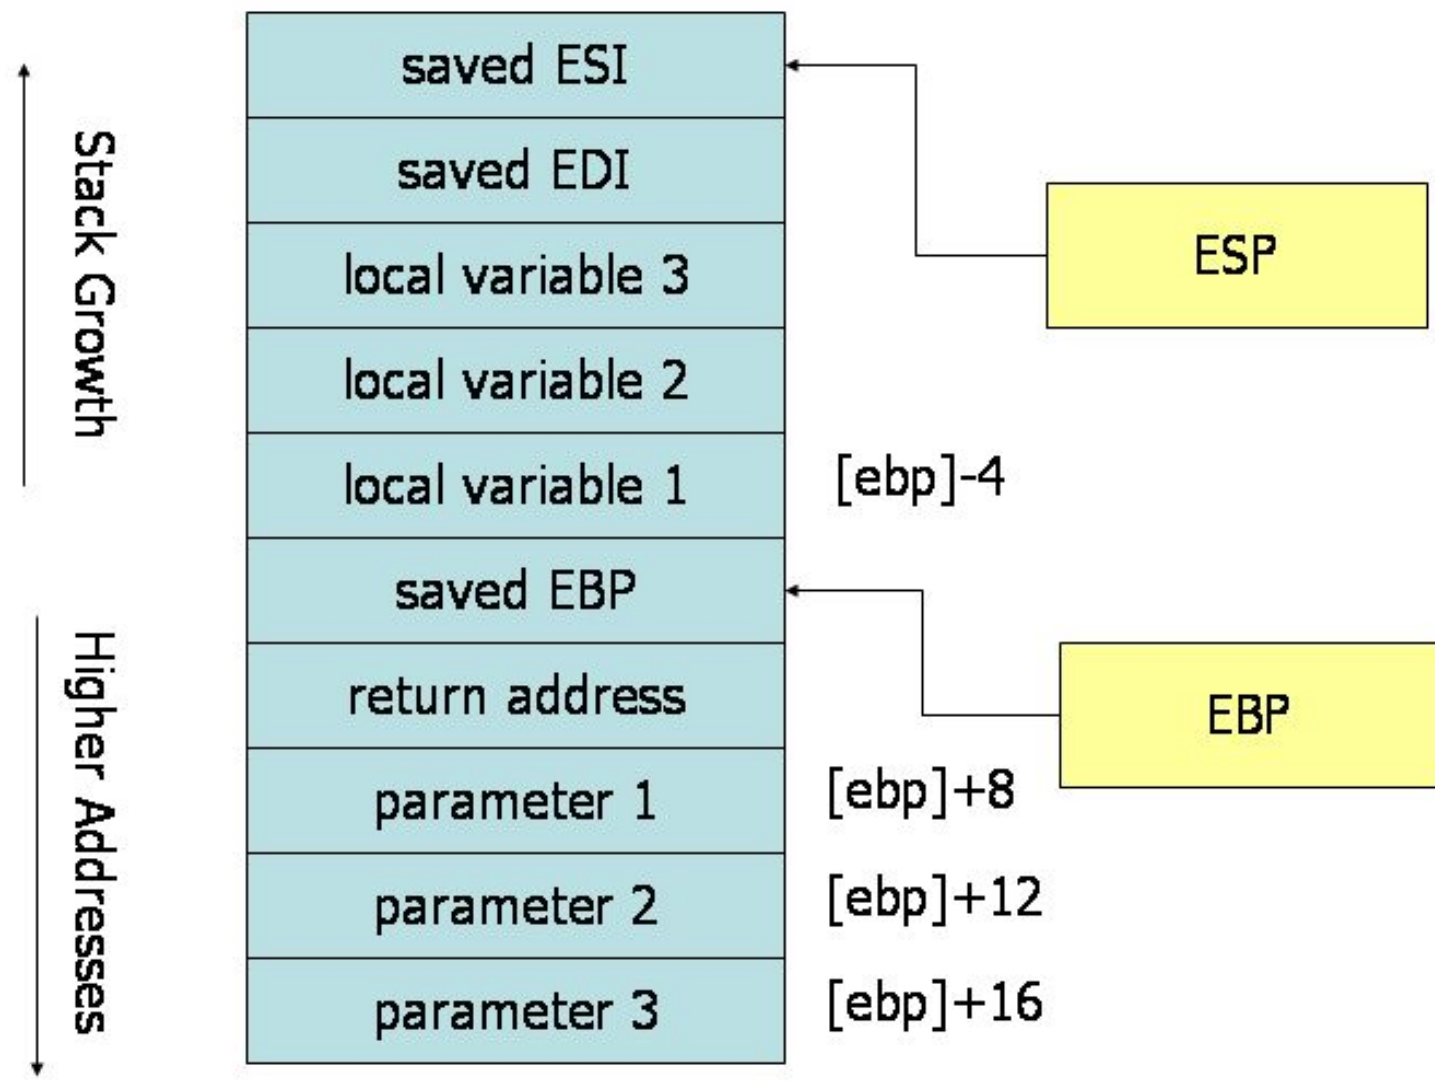 saved ESI
saved EDI
local variable 3
local variable 2
local variable 1
saved EBP
return address
parameter 1
parameter 2
parameter 3
Stack Growth
Higher Addresses
[ebp]-4
[ebp]+8
[ebp]+12
[ebp]+16
ESP
EBP